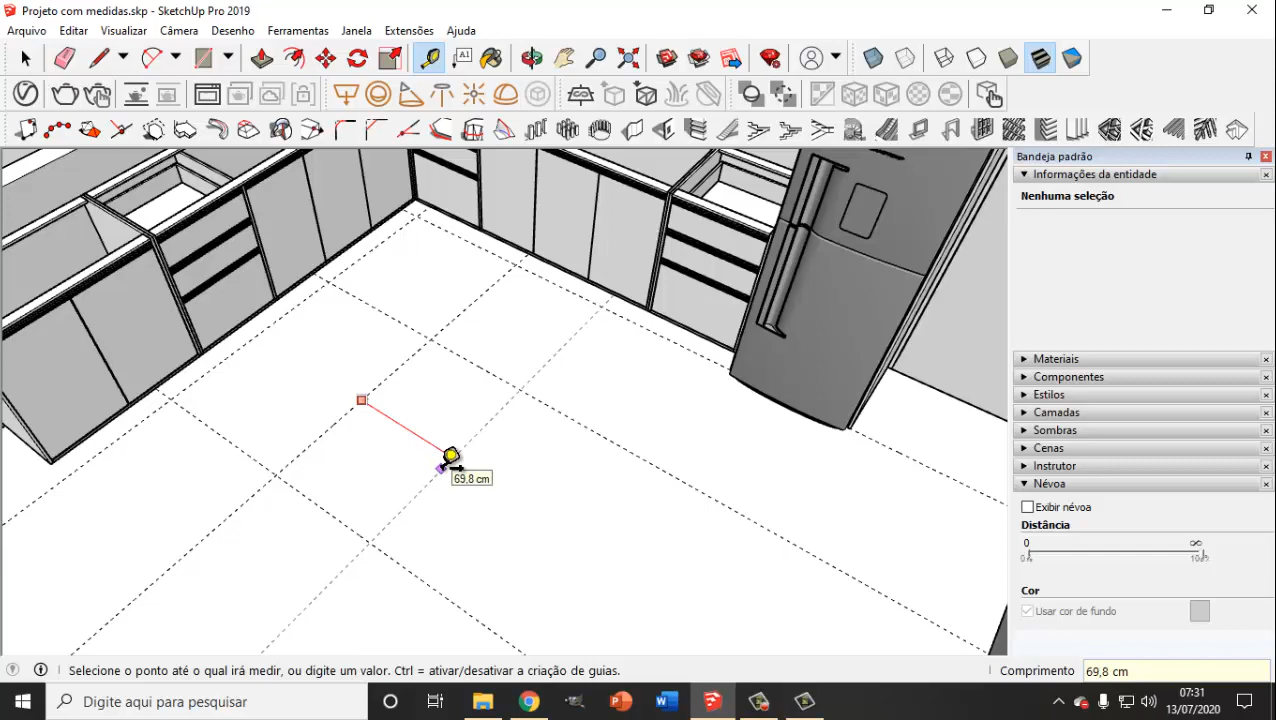 Projeto com medidas.skp - SketchUp Pro 2019
Arquivo Editar Visualizar Câmera Desenho Ferramentas Janela Extensões Ajuda
A1
Bandeja padrão
Informações da entidade
Nenhuma seleção
Materiais
Componentes
Estilos
Camadas
Sombras
Cenas
Instrutor
Névoa
Exibir névoa
Distância
0 ∞
Cor
Usar cor de fundo
69,8 cm
Selecione o ponto até o qual irá medir, ou digite um valor. Ctrl = ativar/desativar a criação de guias.
Comprimento 69,8 cm
Digite aqui para pesquisar
07:31
13/07/2020